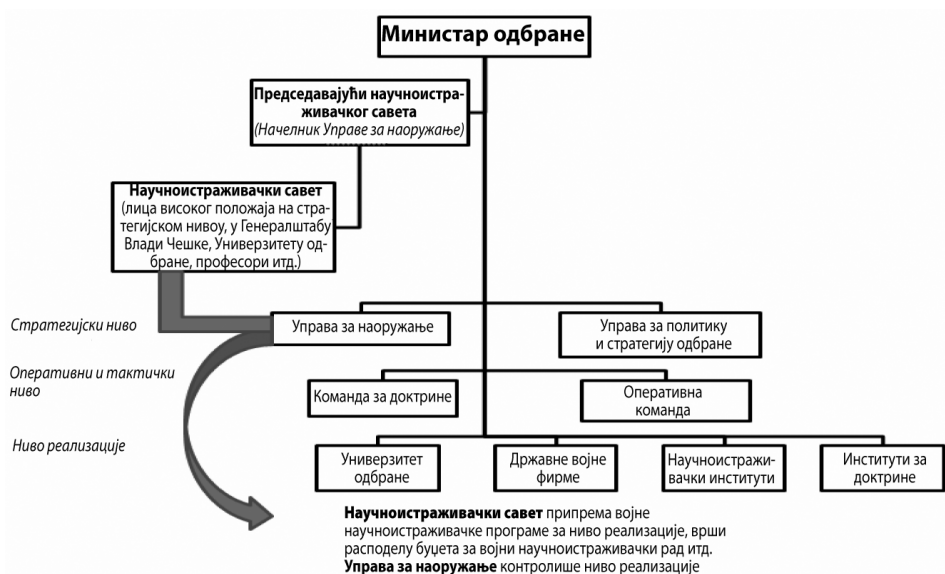 Министар одбране
Председавајући научноистра-
живачког савета
(Начелник Управе за наоружање)
Научноистраживачки савет
(лица високог положаја на стра-
тегијском нивоу, у Генералштабу
Влади Чешке, Универзитету од-
бране, професори итд.)
Стратегијски ниво
Управа за наоружање
Управа за политику
и стратегију одбране
Оперативни и тактички
ниво
Команда за доктрине
Оперативна
команда
Ниво реализације
Универзитет
одбране
Државне војне
фирме
Научноистражи-
вачки институти
Институти за
доктрине
Научноистраживачки савет припрема војне
научноистраживачке програме за ниво реализације, врши
расподелу буџета за војни научноистраживачки рад итд.
Управа за наоружање контролише ниво реализације